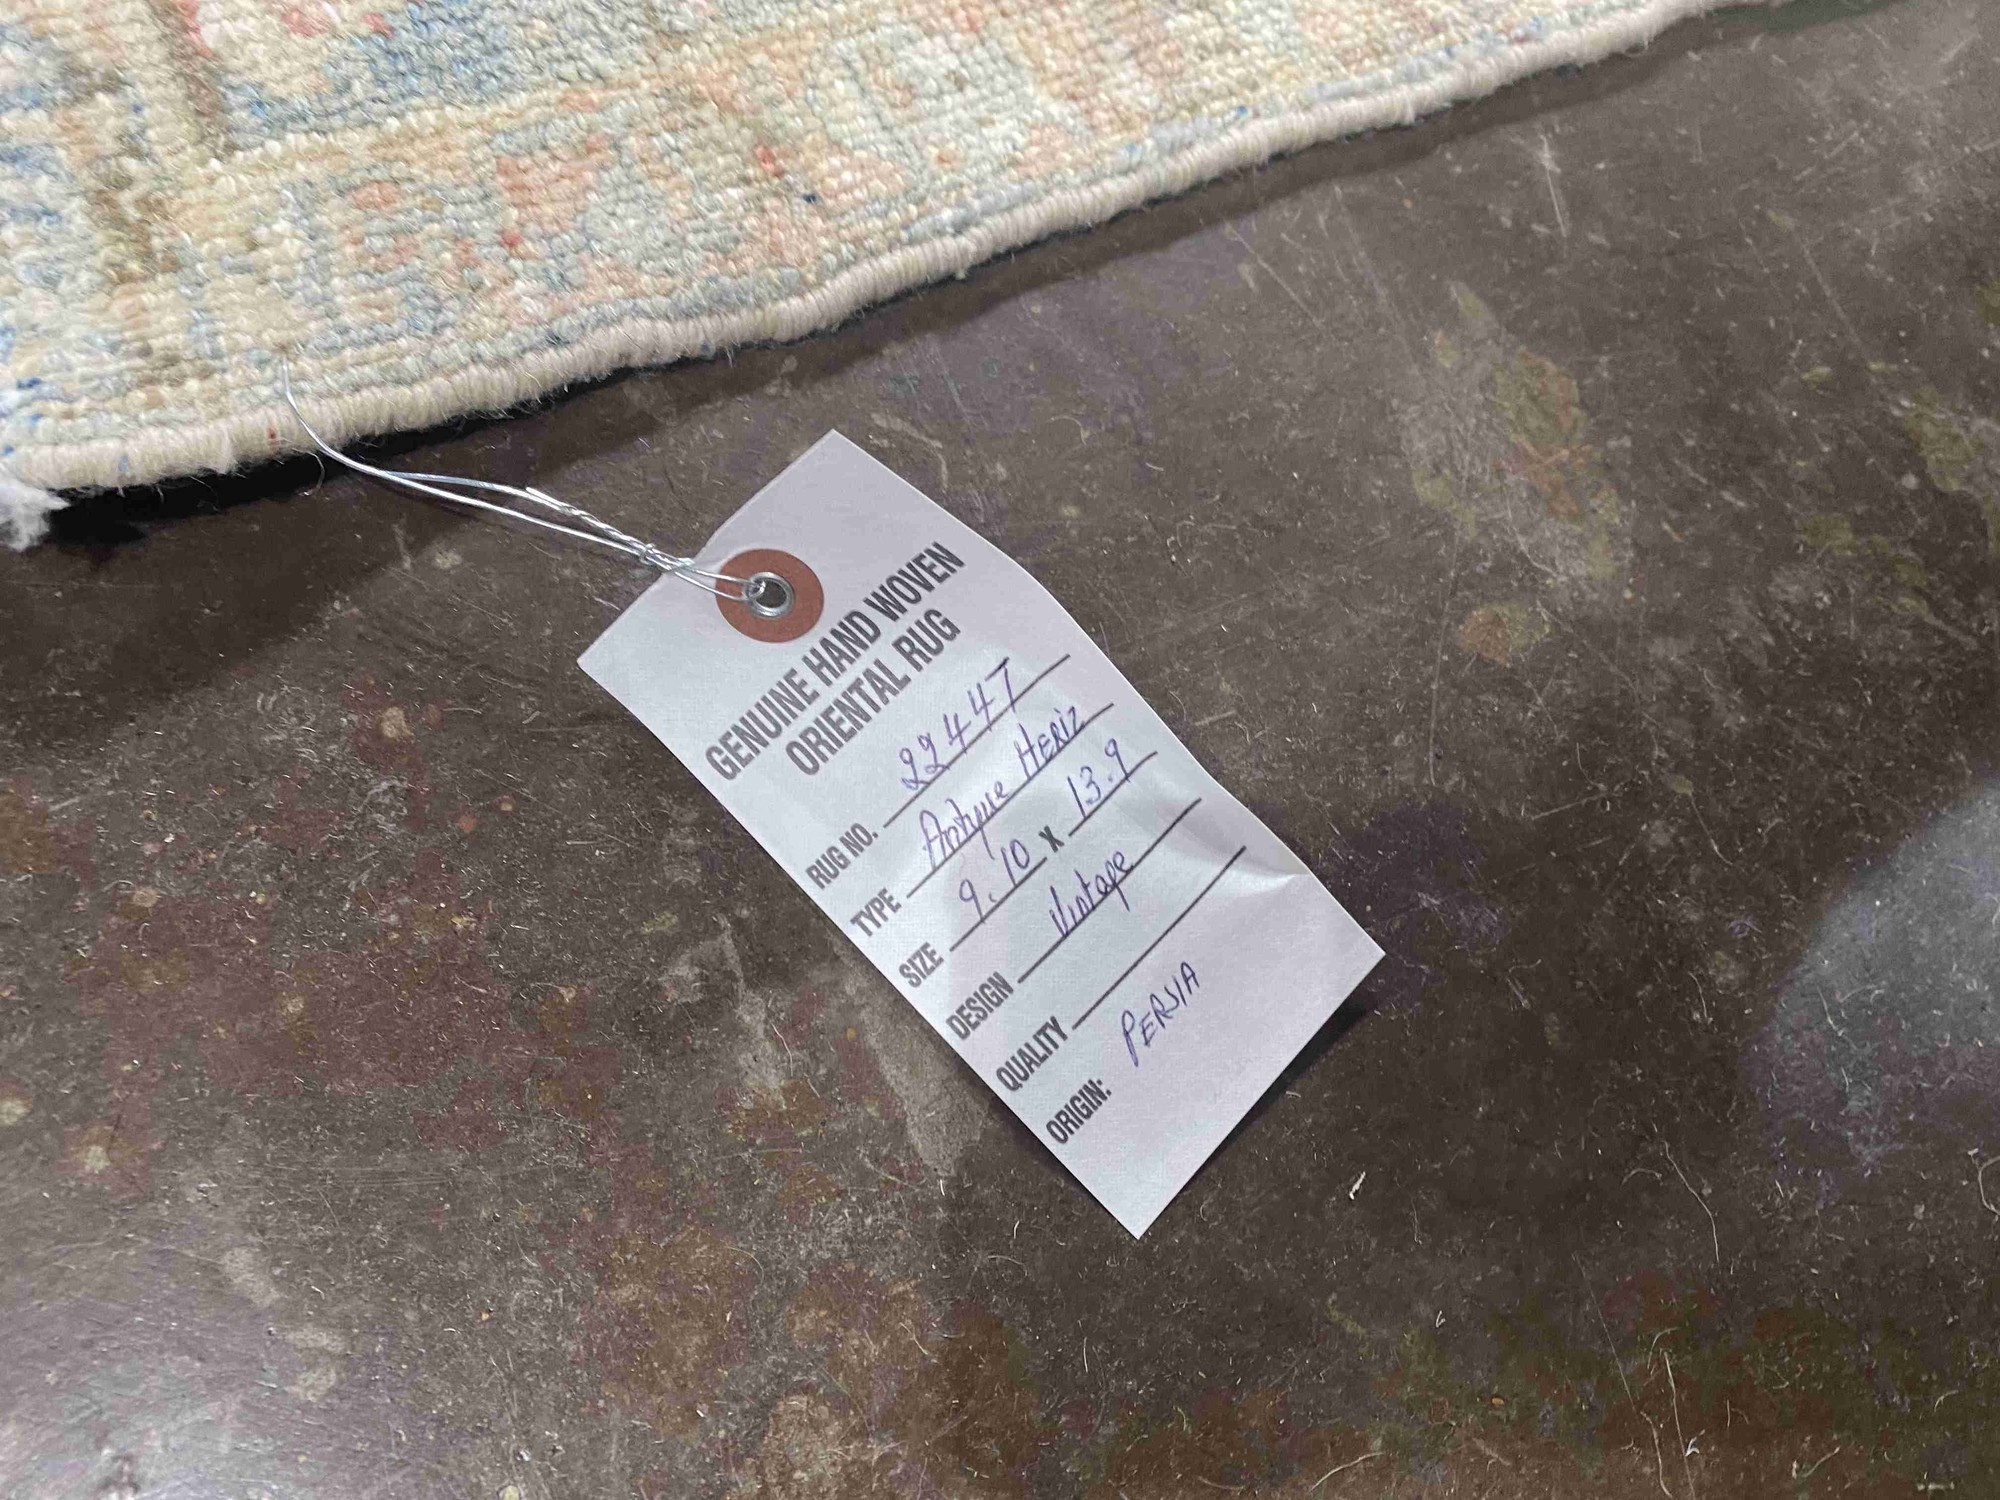 GENUINE HAND WOVEN
ORIENTAL RUG
RUG NO. 22447
TYPE Antique HERiz
SIZE 9.10 x 13.9
DESIGN Vintage
QUALITY
ORIGIN: PERSIA